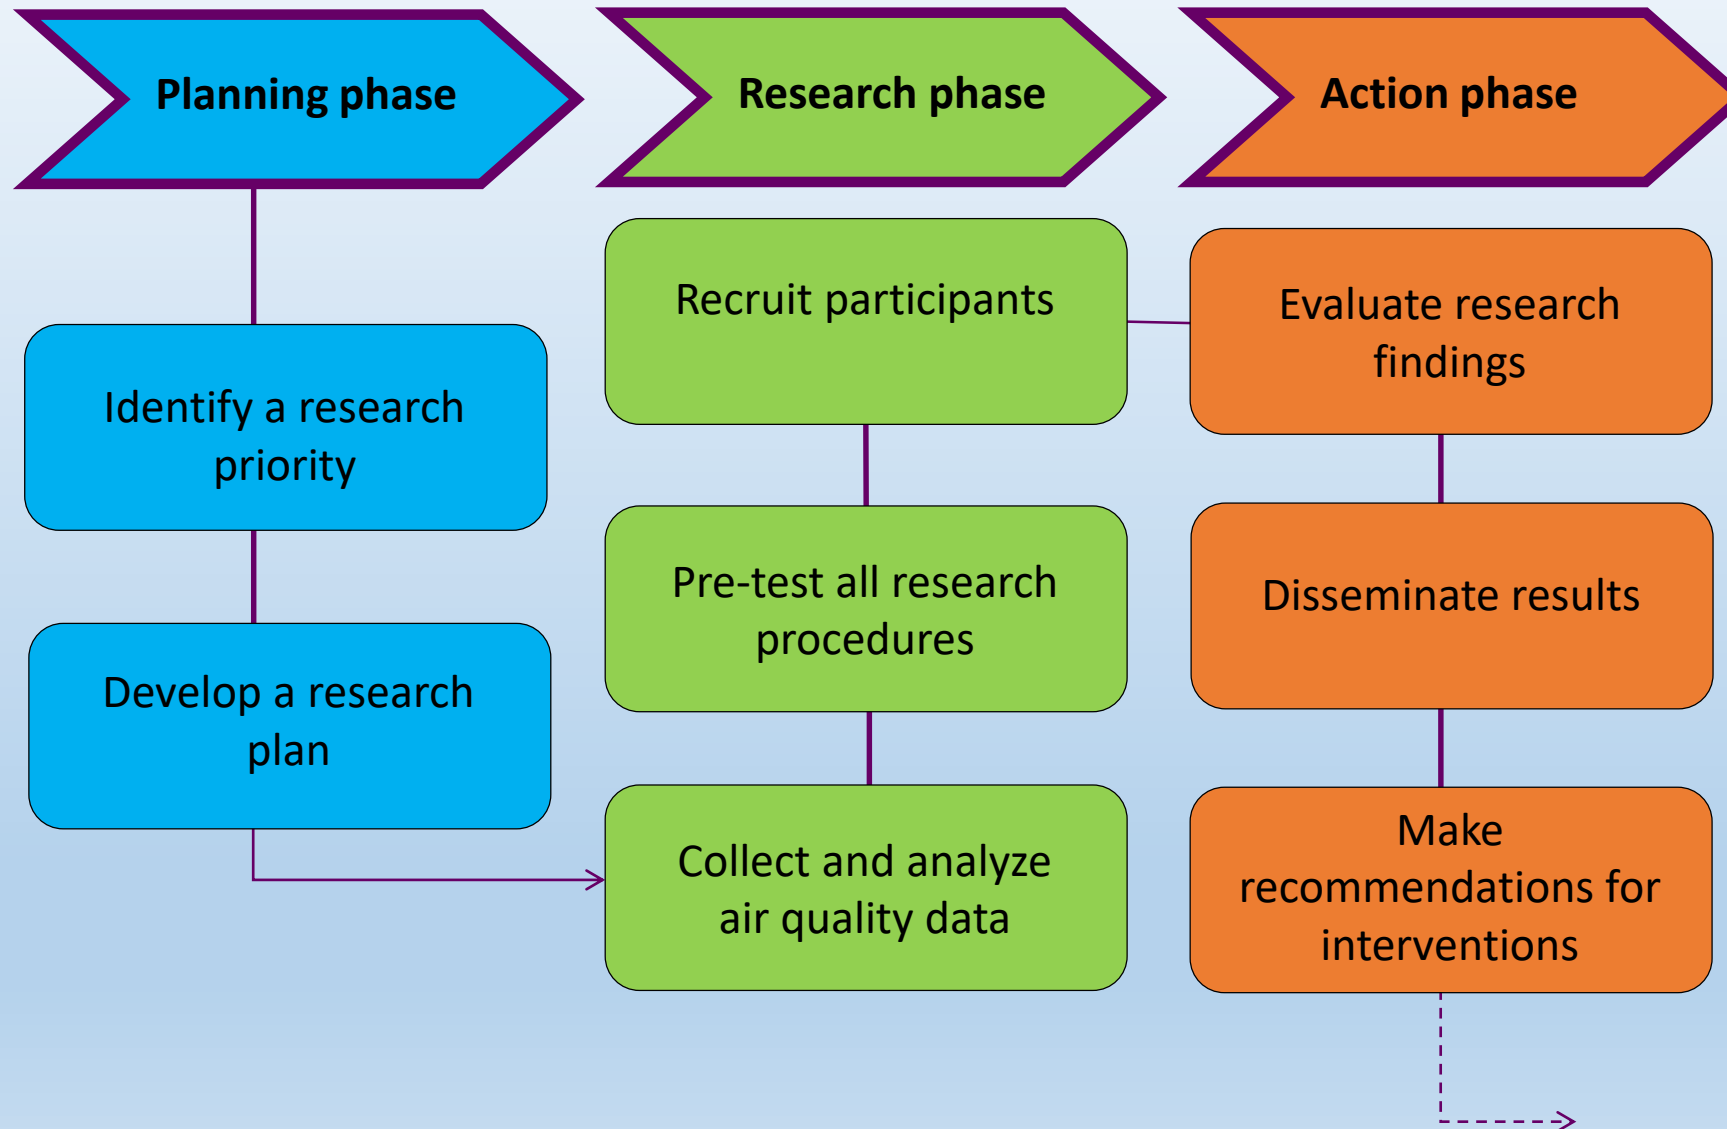 Planning phase
Research phase
Action phase
Identify a research
priority
Develop a research
plan
Recruit participants
Pre-test all research
procedures
Collect and analyze
air quality data
Evaluate research
findings
Disseminate results
Make
recommendations for
interventions